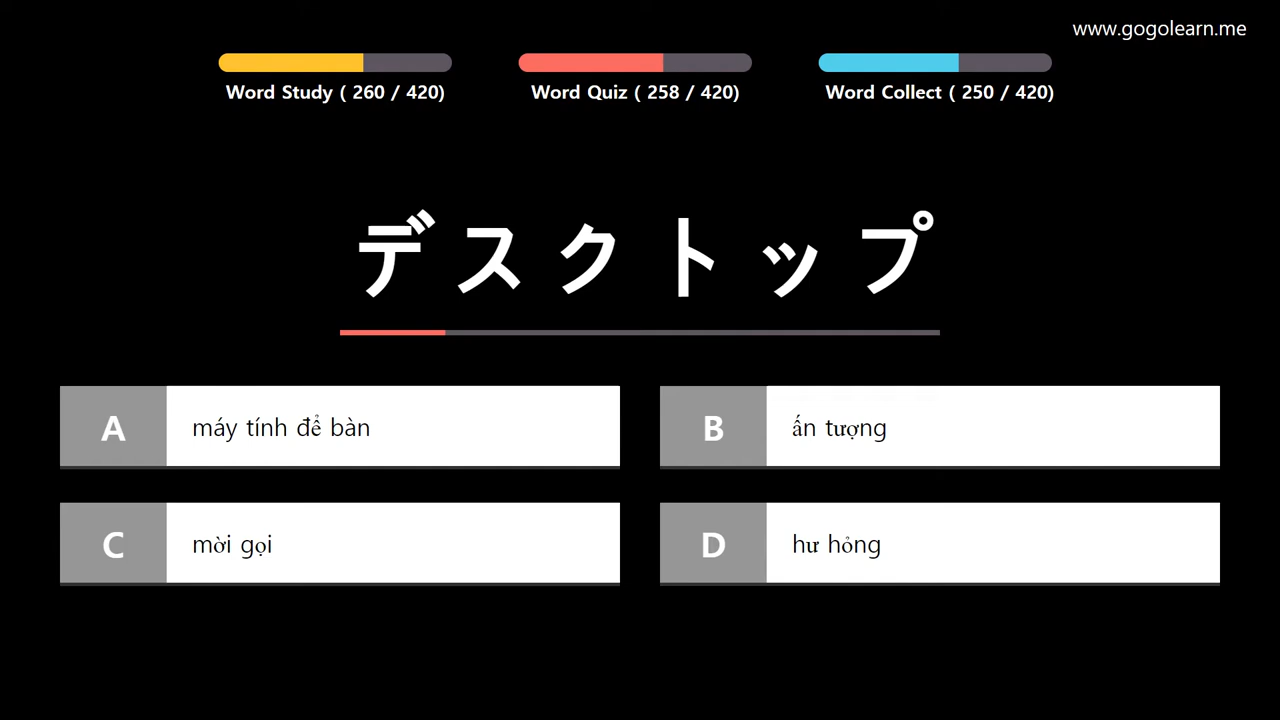 www.gogolearn.me
Word Study ( 260 / 420)
Word Quiz ( 258 / 420)
Word Collect ( 250 / 420)
デスクトップ
A máy tính để bàn
B ấn tượng
C mời gọi
D hư hỏng